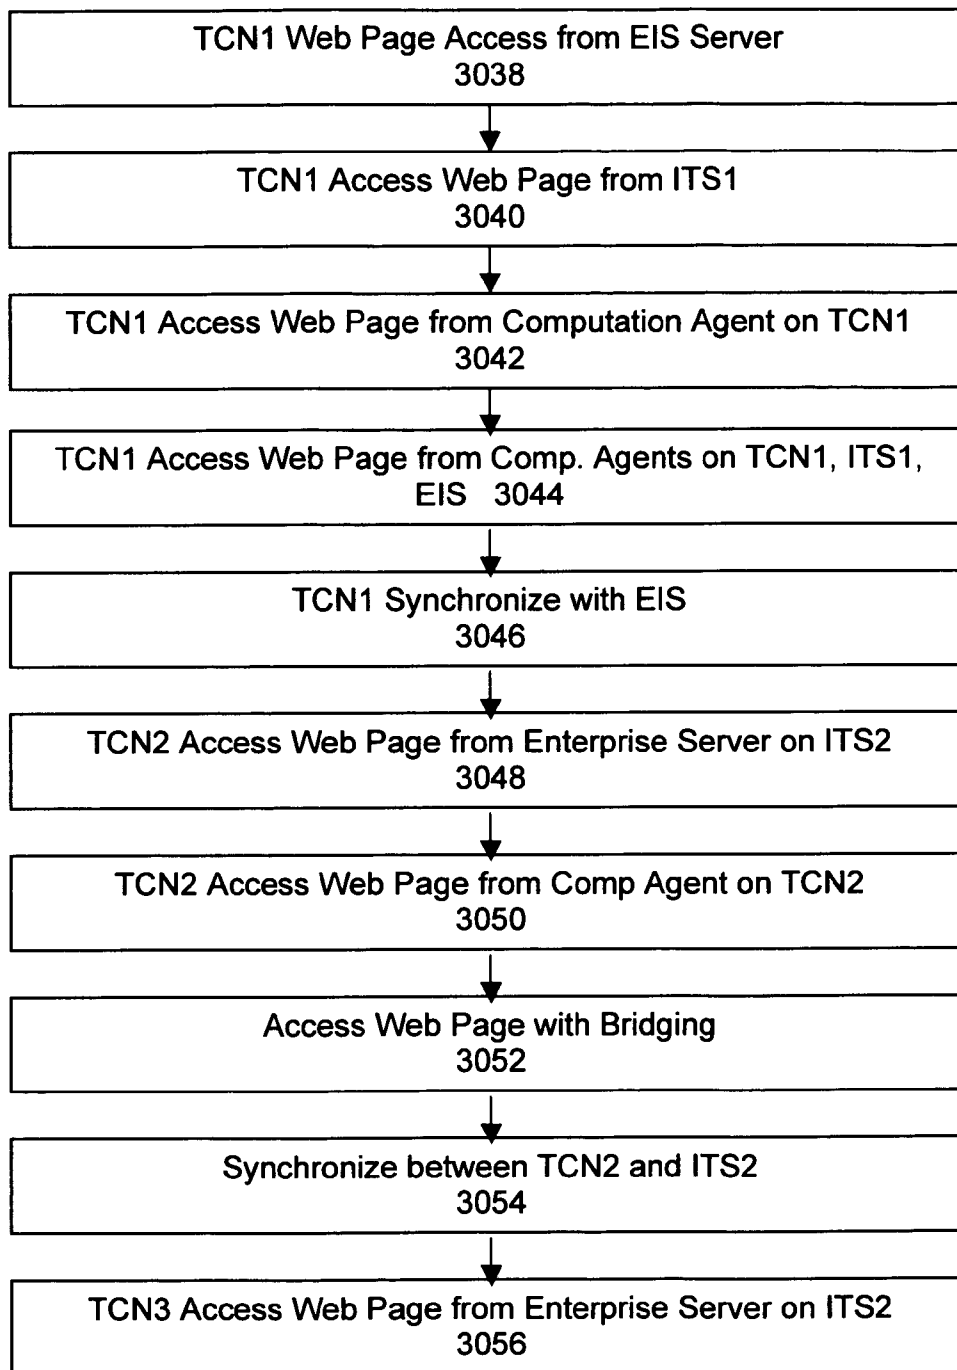 TCN1 Web Page Access from EIS Server
3038
TCN1 Access Web Page from ITS1
3040
TCN1 Access Web Page from Computation Agent on TCN1
3042
TCN1 Access Web Page from Comp. Agents on TCN1, ITS1,
EIS 3044
TCN1 Synchronize with EIS
3046
TCN2 Access Web Page from Enterprise Server on ITS2
3048
TCN2 Access Web Page from Comp Agent on TCN2
3050
Access Web Page with Bridging
3052
Synchronize between TCN2 and ITS2
3054
TCN3 Access Web Page from Enterprise Server on ITS2
3056